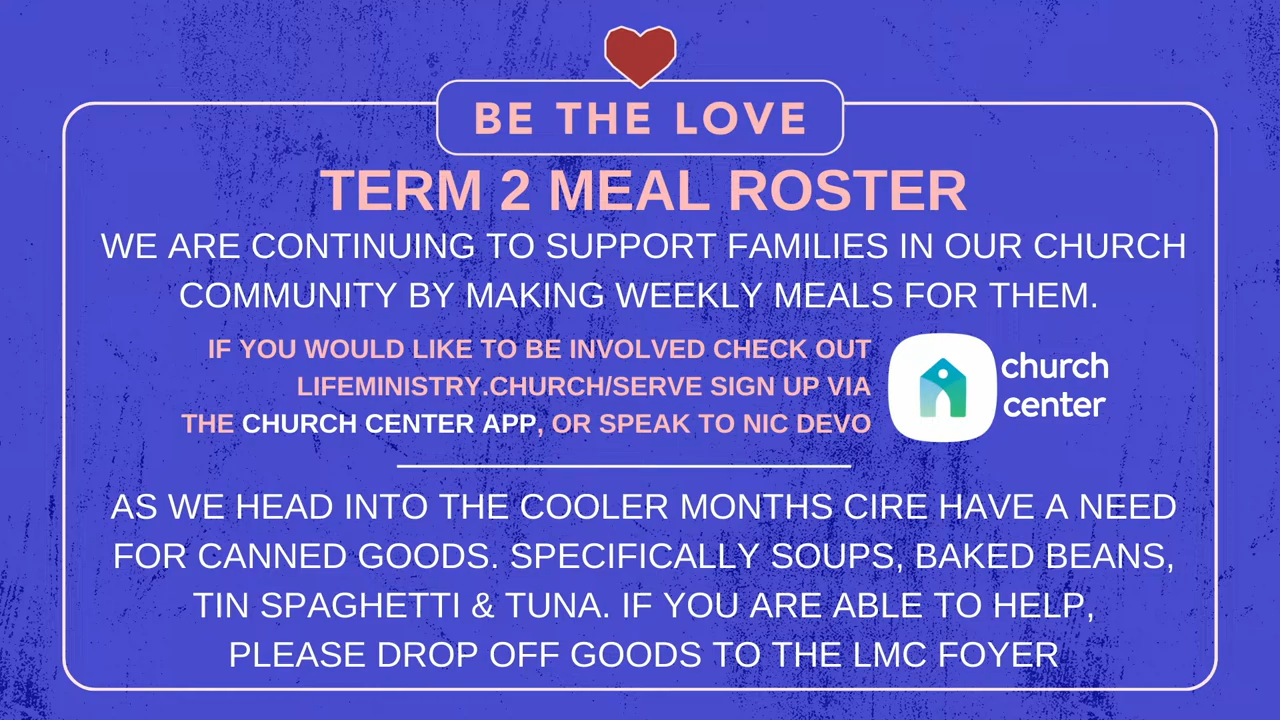 BE THE LOVE
TERM 2 MEAL ROSTER
WE ARE CONTINUING TO SUPPORT FAMILIES IN OUR CHURCH
COMMUNITY BY MAKING WEEKLY MEALS FOR THEM.
IF YOU WOULD LIKE TO BE INVOLVED CHECK OUT
LIFEMINISTRY.CHURCH/SERVE SIGN UP VIA
THE CHURCH CENTER APP, OR SPEAK TO NIC DEVO
church
center
AS WE HEAD INTO THE COOLER MONTHS CIRE HAVE A NEED
FOR CANNED GOODS. SPECIFICALLY SOUPS, BAKED BEANS,
TIN SPAGHETTI & TUNA. IF YOU ARE ABLE TO HELP,
PLEASE DROP OFF GOODS TO THE LMC FOYER